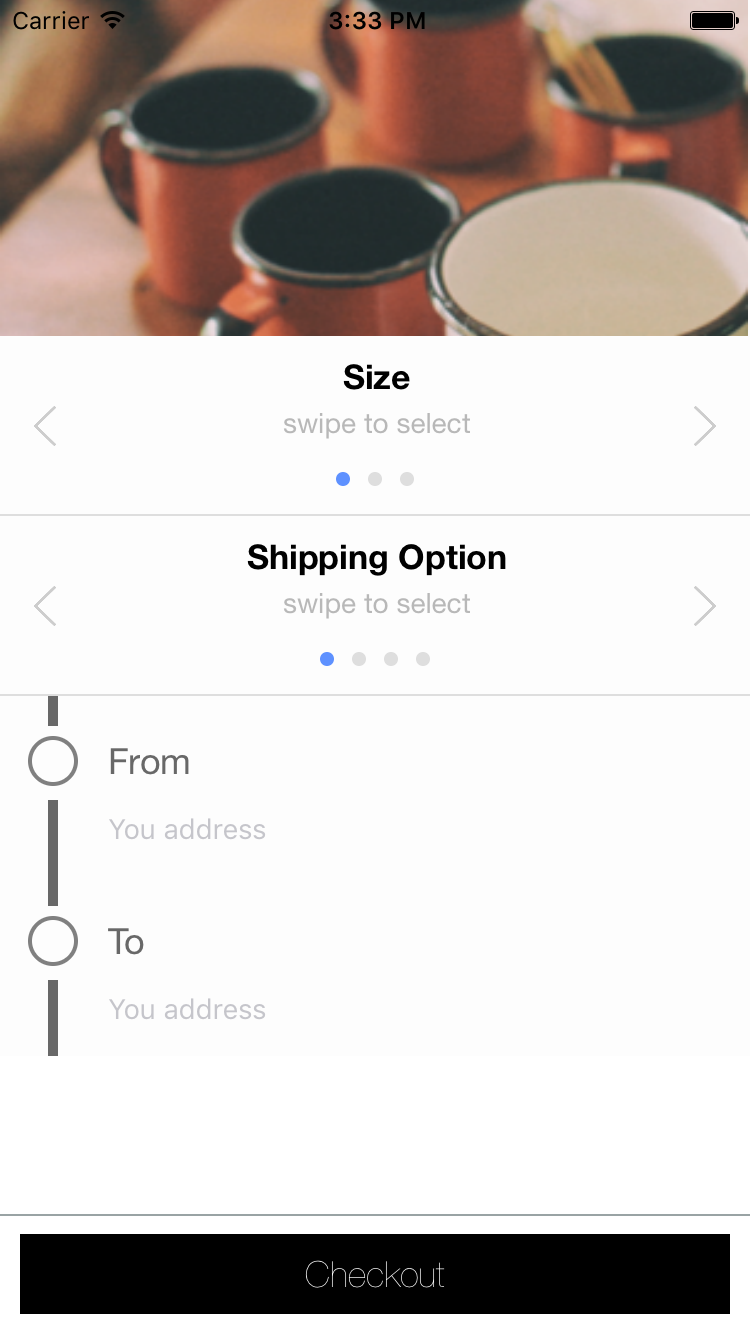 Carrier 3:33 PM
Size
swipe to select
Shipping Option
swipe to select
From
You address
To
You address
Checkout